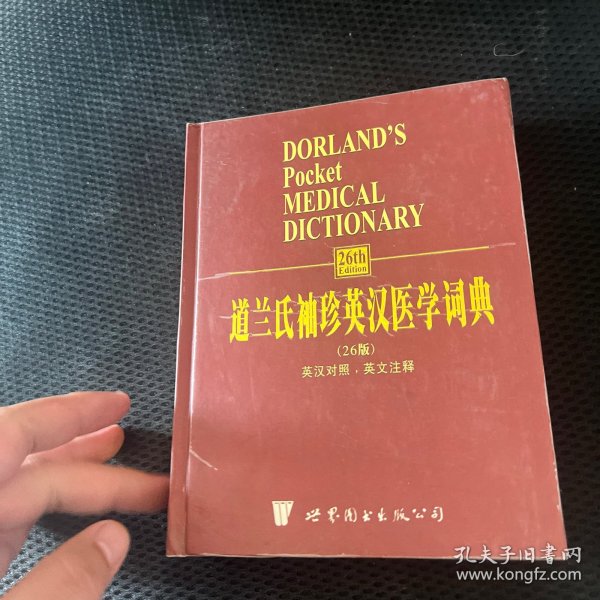 DORLAND'S
Pocket
MEDICAL
DICTIONARY
26th
Edition
道兰氏袖珍英汉医学词典
(26版)
英汉对照，英文注释
世界图书出版公司
孔夫子旧书网
www.kongfz.com